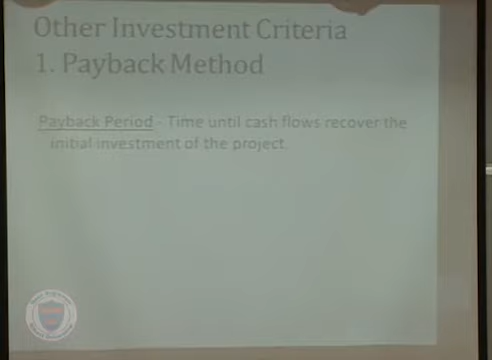 Other Investment Criteria
1. Payback Method
Payback Period - Time until cash flows recover the
initial investment of the project.